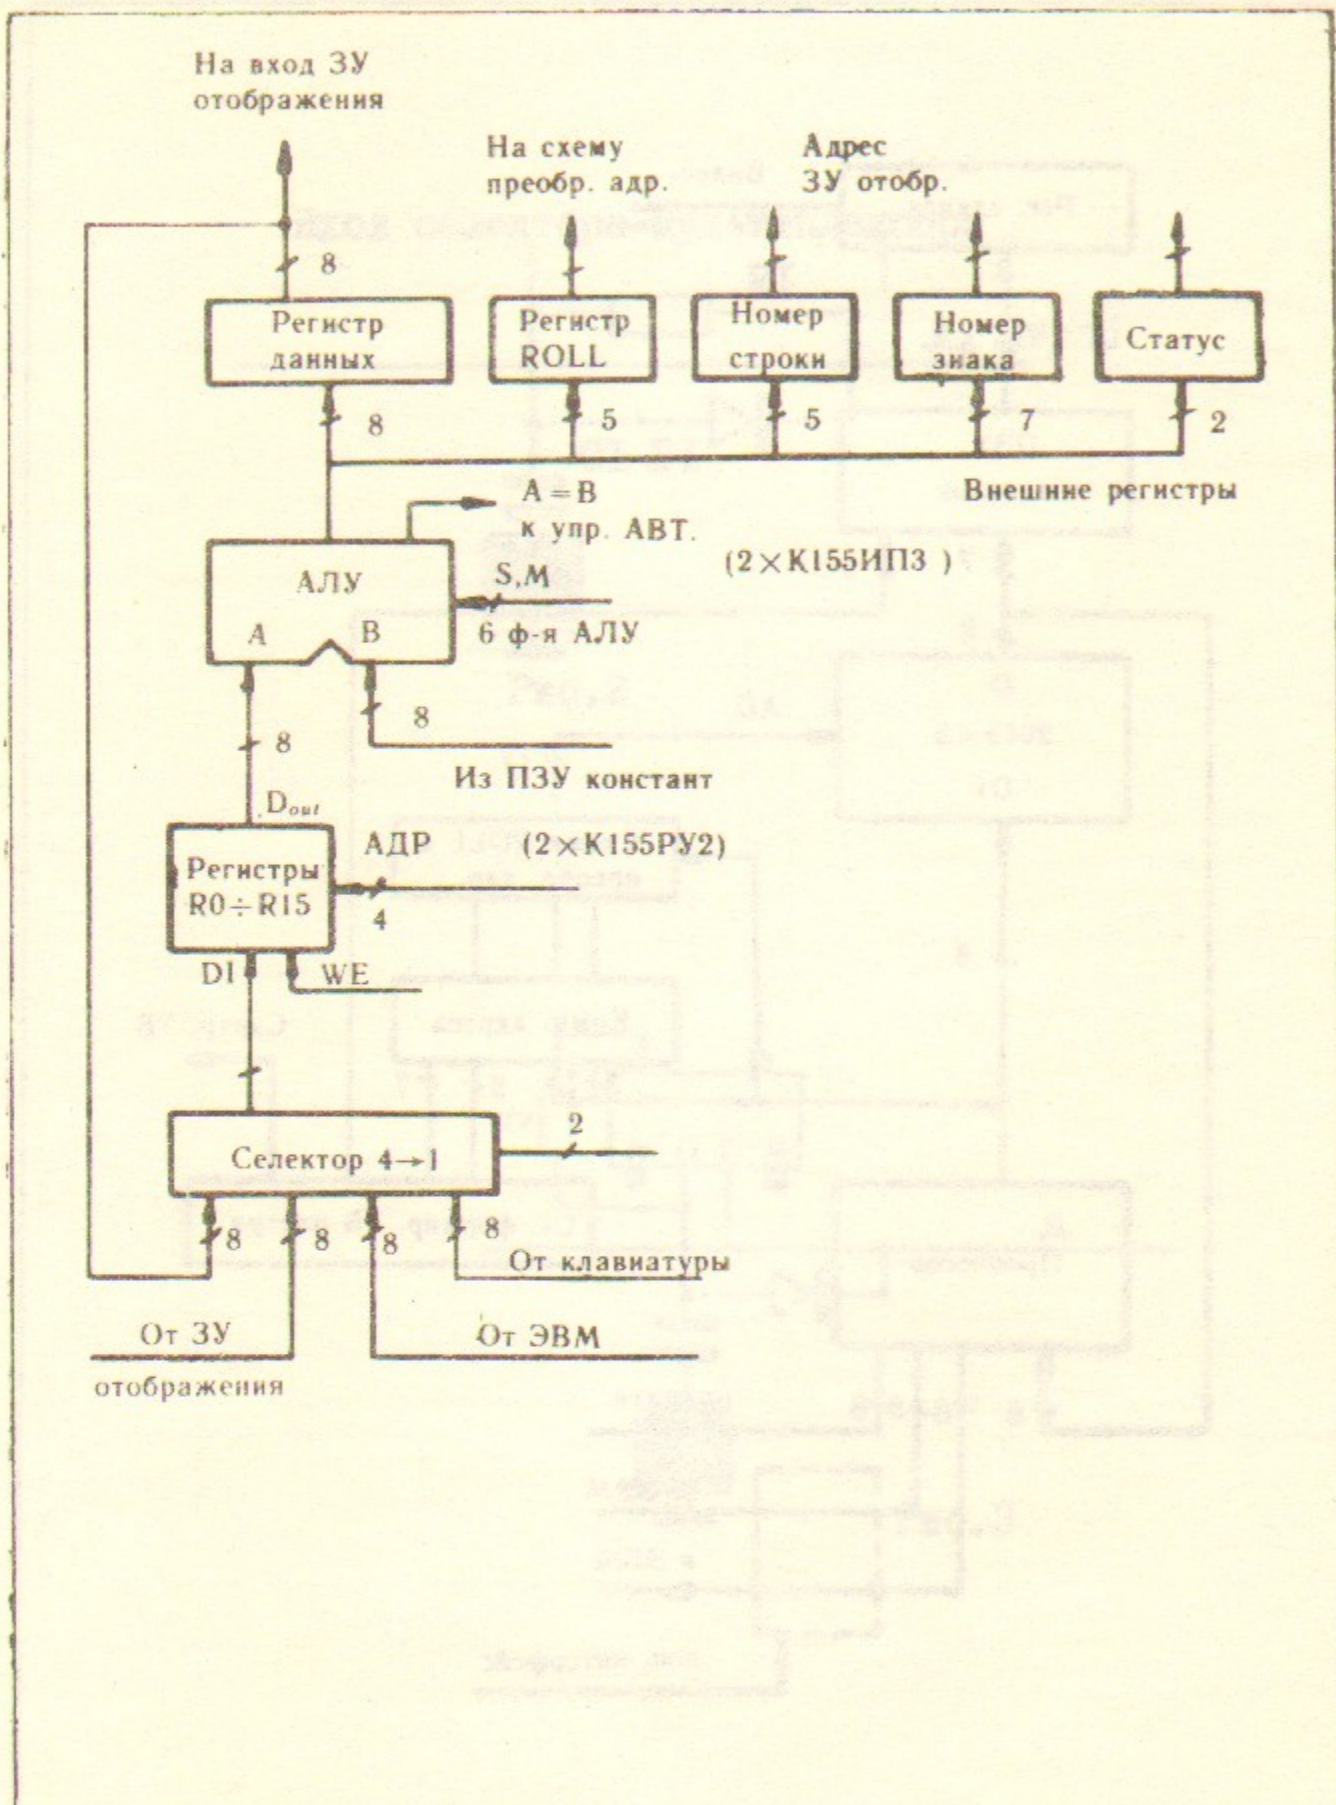 На вход ЗУ
отображения
На схему
преобр. адр.
Адрес
ЗУ отобр.
8
Регистр
данных
Регистр
ROLL
Номер
строки
Номер
знака
Статус
8
5
5
7
2
Внешние регистры
A=B
к упр. АВТ.
(2×К155ИП3 )
АЛУ
S,M
A
B
6 ф-я АЛУ
8
8
Из ПЗУ констант
Dout
АДР
(2×К155РУ2)
Регистры
R0÷R15
4
DI
WE
2
Селектор 4→1
8
8
8
8
От клавиатуры
От ЗУ
отображения
От ЭВМ